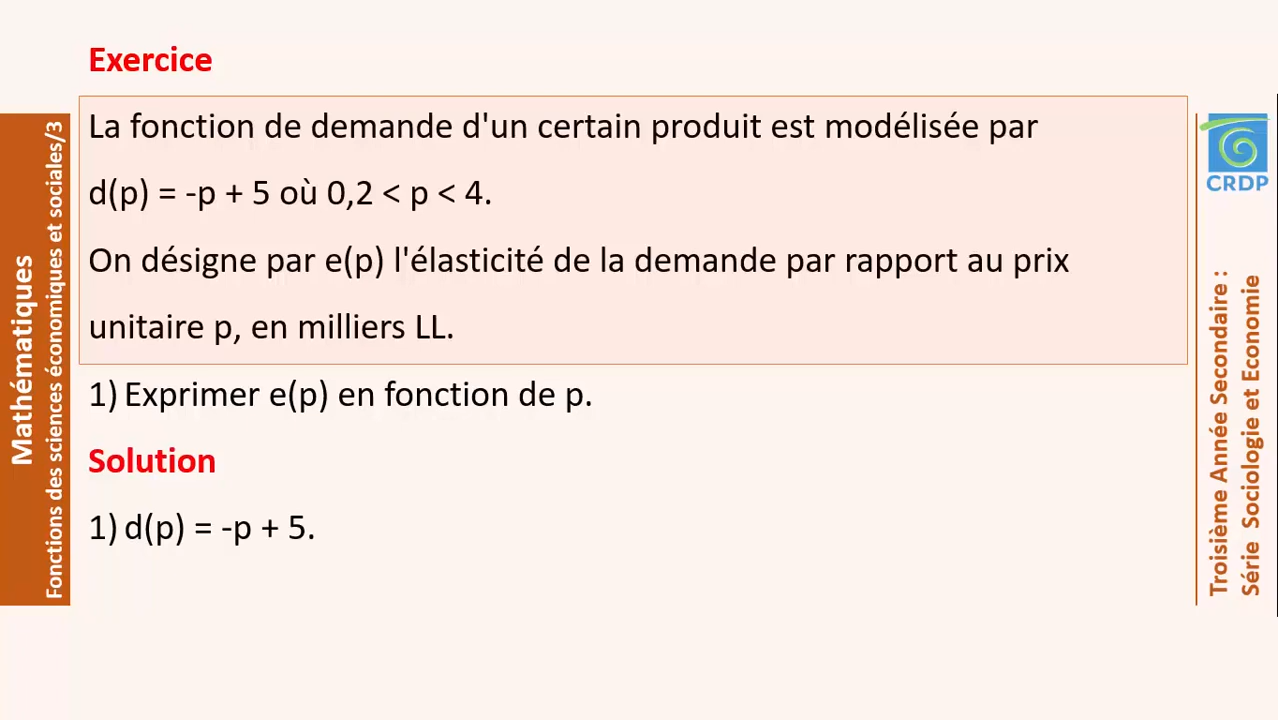 Exercice
La fonction de demande d'un certain produit est modélisée par
d(p) = -p + 5 où 0,2 < p < 4.
On désigne par e(p) l'élasticité de la demande par rapport au prix
unitaire p, en milliers LL.
1) Exprimer e(p) en fonction de p.
Solution
1) d(p) = -p + 5.
Mathématiques
Fonctions des sciences économiques et sociales/3
CRDP
Troisième Année Secondaire :
Série Sociologie et Economie